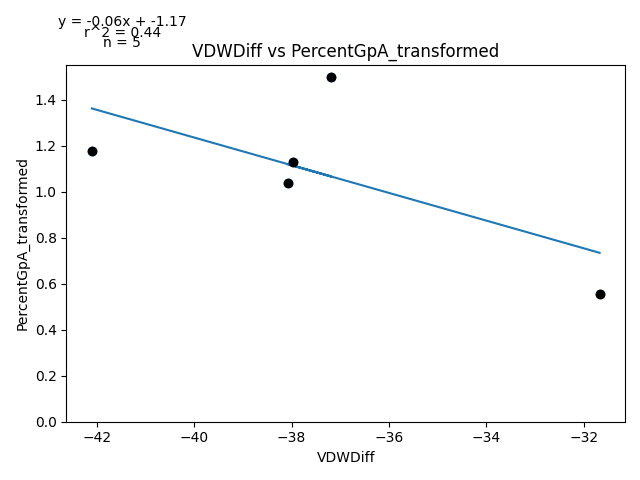 y = -0.06x + -1.17
r^2 = 0.44
n = 5
VDWDiff vs PercentGpA_transformed
PercentGpA_transformed
1.4
1.2
1.0
0.8
0.6
0.4
0.2
0.0
−42 −40 −38 −36 −34 −32
VDWDiff